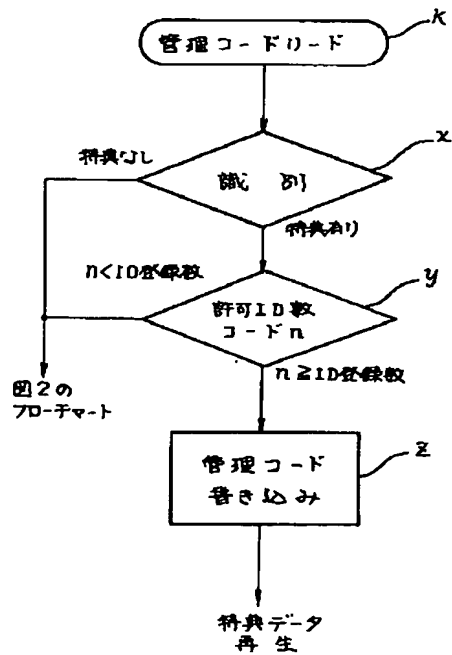 管理コードリード
K
x
特典なし
識別
特典有り
n<ID登録数
y
許可ID数
コードn
n≧ID登録数
図2の
フローチャート
z
管理コード
書き込み
特典データ
再生